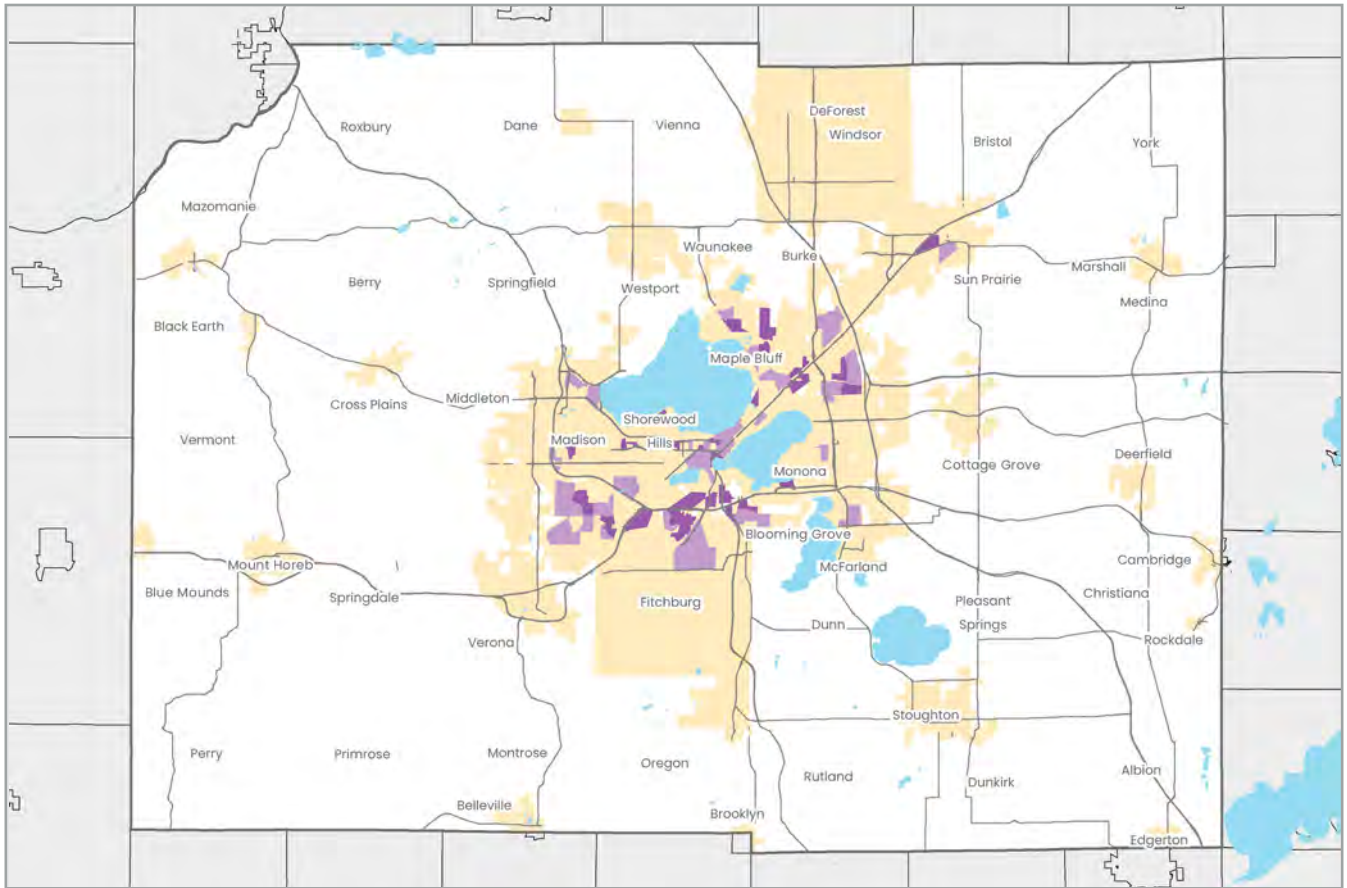 DeForest
Windsor
Roxbury
Dane
Vienna
Bristol
York
Mazomanie
Waunakee
Burke
Marshall
Berry
Springfield
Westport
Sun Prairie
Medina
Black Earth
Maple Bluff
Cross Plains
Middleton
Shorewood
Hills
Vermont
Madison
Monona
Cottage Grove
Deerfield
Blooming Grove
Mount Horeb
McFarland
Cambridge
Blue Mounds
Springdale
Fitchburg
Pleasant
Springs
Christiana
Verona
Dunn
Rockdale
Stoughton
Perry
Primrose
Montrose
Oregon
Rutland
Dunkirk
Albion
Belleville
Brooklyn
Edgerton